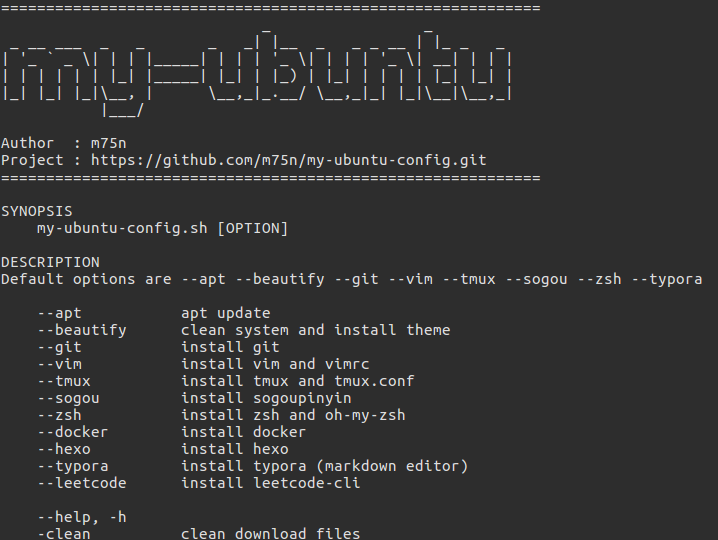 ============================================================
my-ubuntu
Author  : m75n
Project : https://github.com/m75n/my-ubuntu-config.git
============================================================
SYNOPSIS
my-ubuntu-config.sh [OPTION]
DESCRIPTION
Default options are --apt --beautify --git --vim --tmux --sogou --zsh --typora
--apt           apt update
--beautify      clean system and install theme
--git           install git
--vim           install vim and vimrc
--tmux          install tmux and tmux.conf
--sogou         install sogoupinyin
--zsh           install zsh and oh-my-zsh
--docker        install docker
--hexo          install hexo
--typora        install typora (markdown editor)
--leetcode      install leetcode-cli
--help, -h
-clean          clean download files